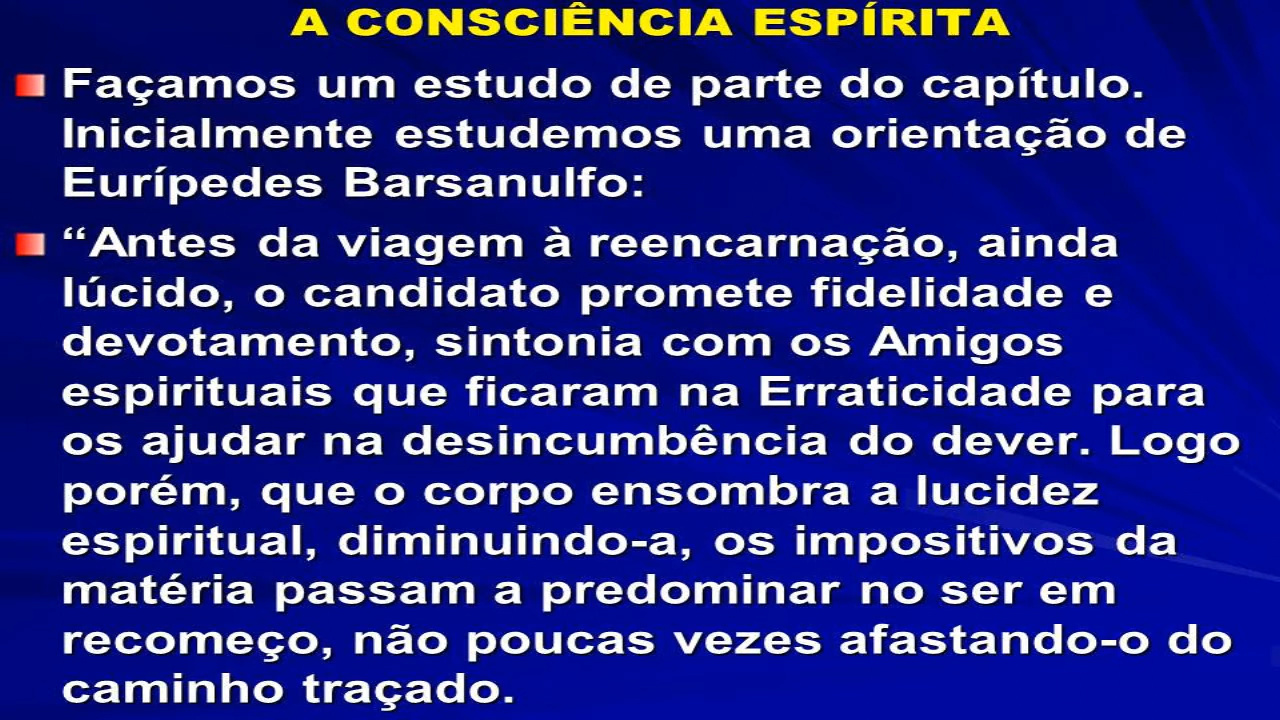 A CONSCIÊNCIA ESPÍRITA
Façamos um estudo de parte do capítulo.
Inicialmente estudemos uma orientação de
Eurípedes Barsanulfo:
“Antes da viagem à reencarnação, ainda
lúcido, o candidato promete fidelidade e
devotamento, sintonia com os Amigos
espirituais que ficaram na Erraticidade para
os ajudar na desincumbência do dever. Logo
porém, que o corpo ensombra a lucidez
espiritual, diminuindo-a, os impositivos da
matéria passam a predominar no ser em
recomeço, não poucas vezes afastando-o do
caminho traçado.